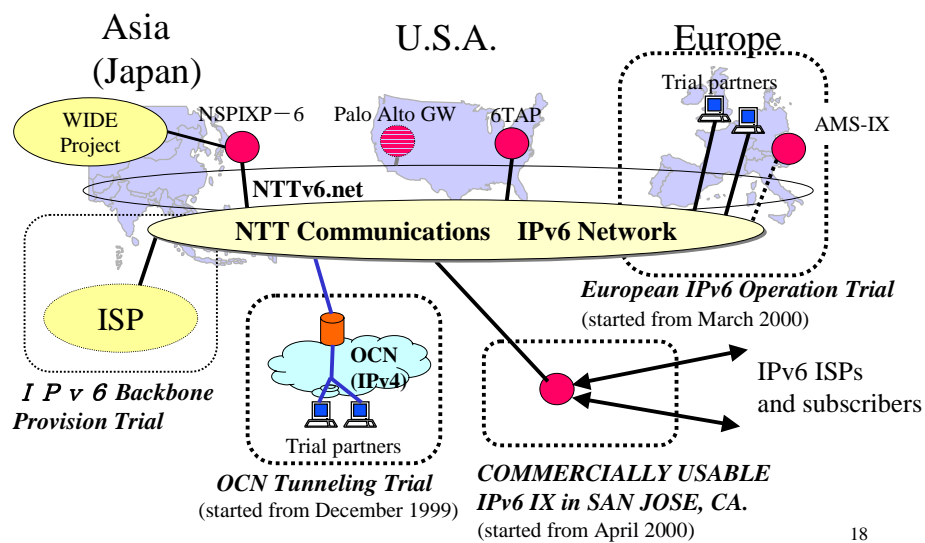 Asia
(Japan)
U.S.A.
Europe
Trial partners
WIDE
Project
NSPIXP－6
Palo Alto GW
6TAP
AMS-IX
NTTv6.net
NTT Communications IPv6 Network
ISP
ＩＰｖ６ Backbone
Provision Trial
OCN
(IPv4)
Trial partners
OCN Tunneling Trial
(started from December 1999)
European IPv6 Operation Trial
(started from March 2000)
IPv6 ISPs
and subscribers
COMMERCIALLY USABLE
IPv6 IX in SAN JOSE, CA.
(started from April 2000)
18